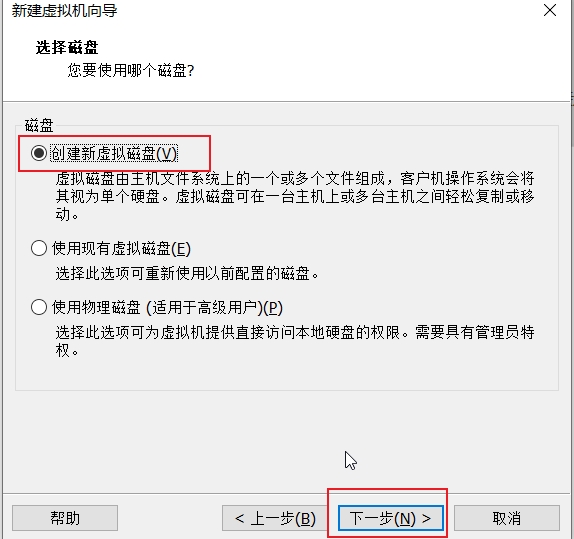 新建虚拟机向导
选择磁盘
您要使用哪个磁盘?
磁盘
创建新虚拟磁盘(V)
虚拟磁盘由主机文件系统上的一个或多个文件组成，客户机操作系统会将
其视为单个硬盘。虚拟磁盘可在一台主机上或多台主机之间轻松复制或移
动。
使用现有虚拟磁盘(E)
选择此选项可重新使用以前配置的磁盘。
使用物理磁盘 (适用于高级用户)(P)
选择此选项可为虚拟机提供直接访问本地硬盘的权限。需要具有管理员特
权。
帮助
< 上一步(B)
下一步(N) >
取消